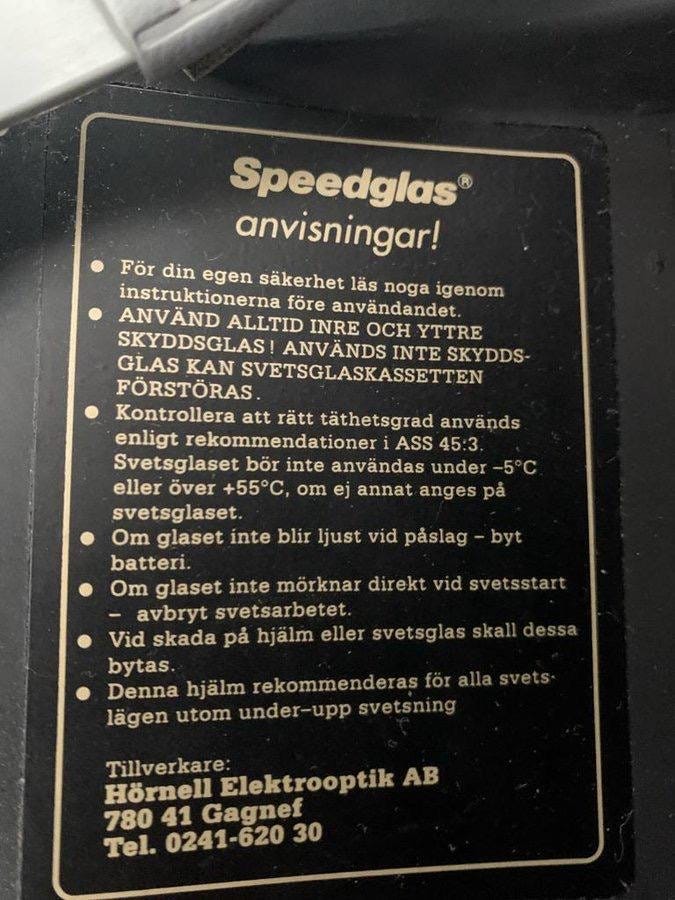 Speedglas®
anvisningar!
• För din egen säkerhet läs noga igenom
instruktionerna före användandet.
• ANVÄND ALLTID INRE OCH YTTRE
SKYDDSGLAS! ANVÄNDS INTE SKYDDS-
GLAS KAN SVETSGLASKASSETTEN
FÖRSTÖRAS.
• Kontrollera att rätt täthetsgrad används
enligt rekommendationer i ASS 45:3.
Svetsglaset bör inte användas under –5°C
eller över +55°C, om ej annat anges på
svetsglaset.
• Om glaset inte blir ljust vid påslag – byt
batteri.
• Om glaset inte mörknar direkt vid svetsstart
– avbryt svetsarbetet.
• Vid skada på hjälm eller svetsglas skall dessa
bytas.
• Denna hjälm rekommenderas för alla svets-
lägen utom under–upp svetsning
Tillverkare:
Hörnell Elektrooptik AB
780 41 Gagnef
Tel. 0241-620 30